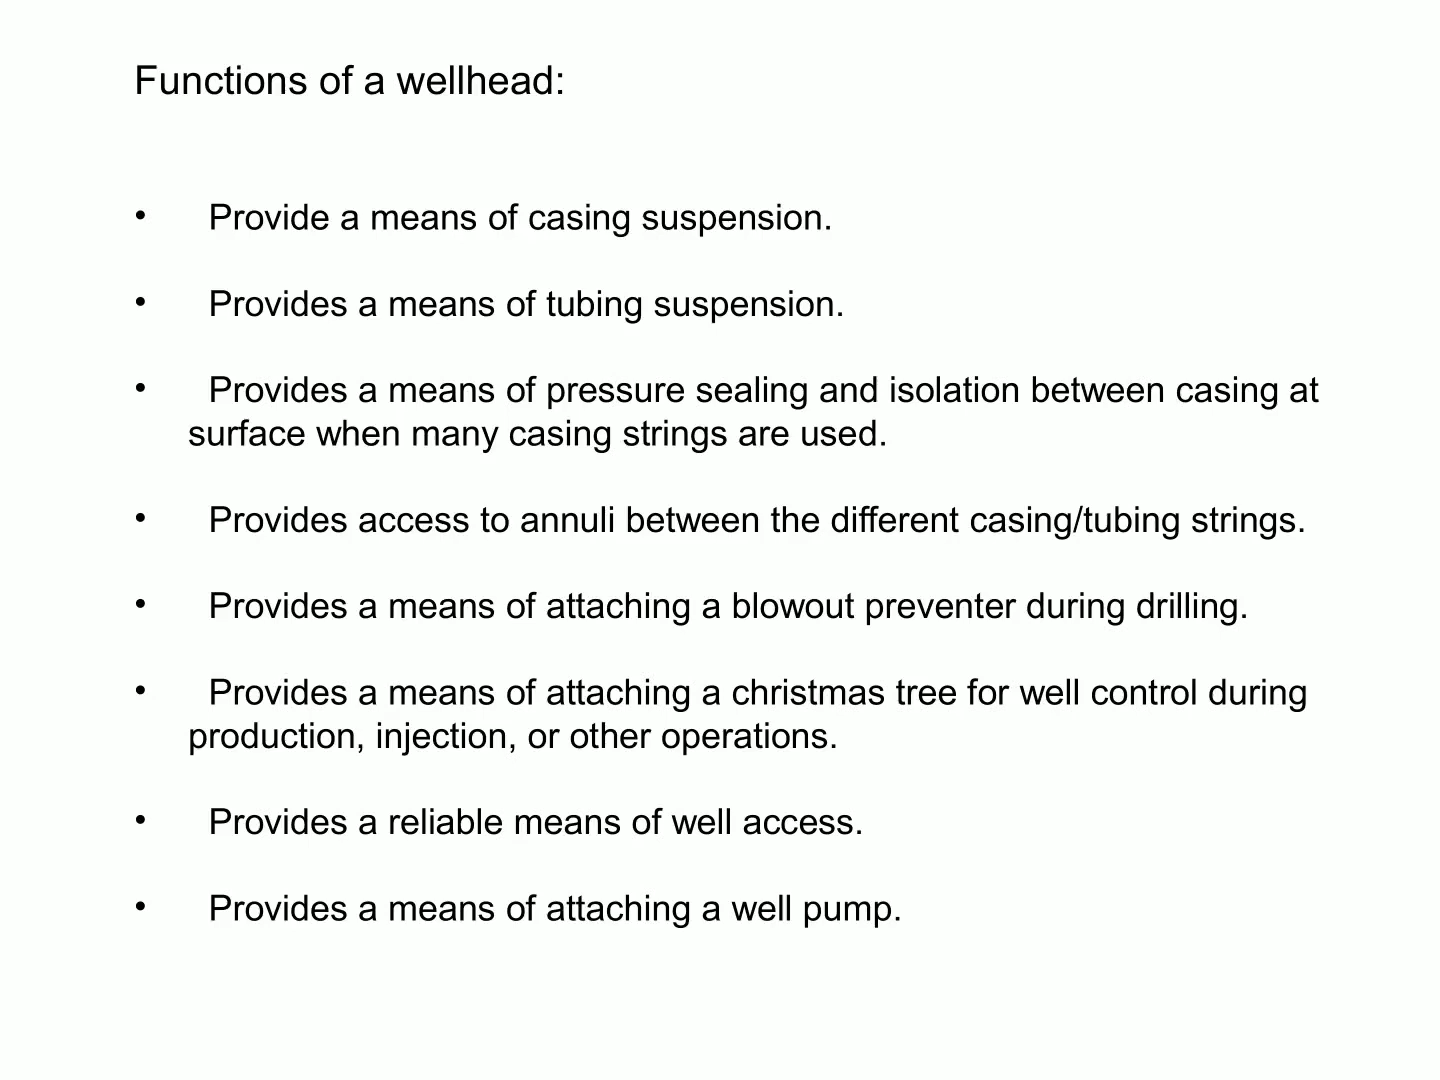 Functions of a wellhead:
• Provide a means of casing suspension.
• Provides a means of tubing suspension.
• Provides a means of pressure sealing and isolation between casing at
surface when many casing strings are used.
• Provides access to annuli between the different casing/tubing strings.
• Provides a means of attaching a blowout preventer during drilling.
• Provides a means of attaching a christmas tree for well control during
production, injection, or other operations.
• Provides a reliable means of well access.
• Provides a means of attaching a well pump.